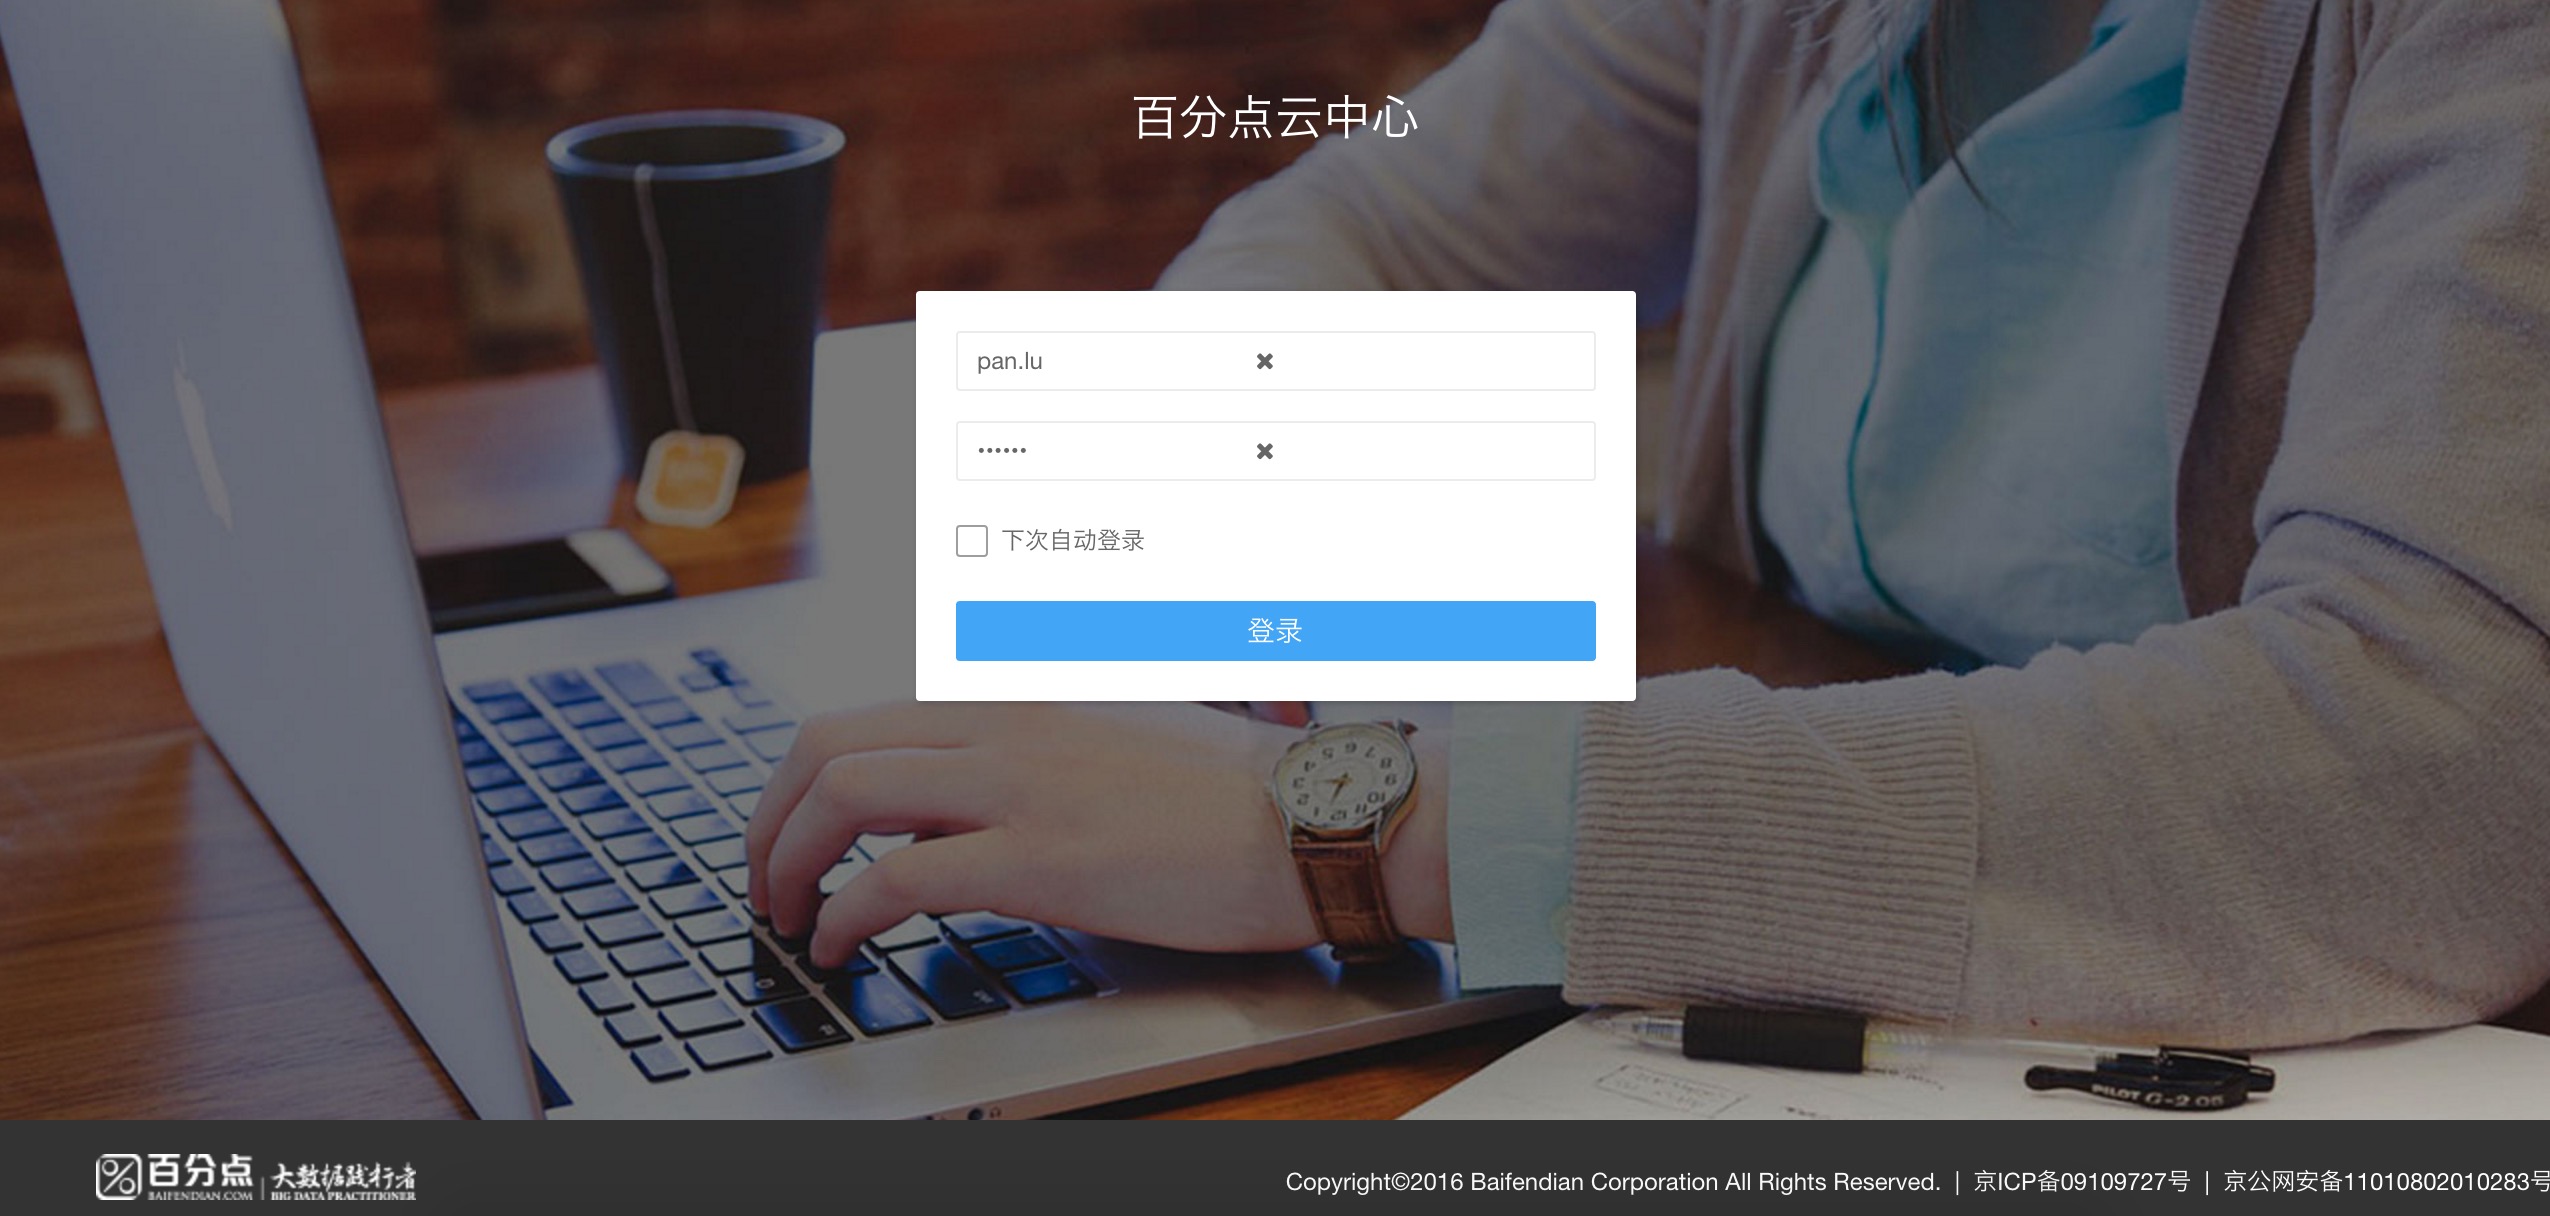 百分点云中心
pan.lu
••••••
下次自动登录
登录
百分点
BAIFENDIAN.COM
大数据践行者
BIG DATA PRACTITIONER
Copyright©2016 Baifendian Corporation All Rights Reserved. | 京ICP备09109727号 | 京公网安备11010802010283号
PILOT G-2 05